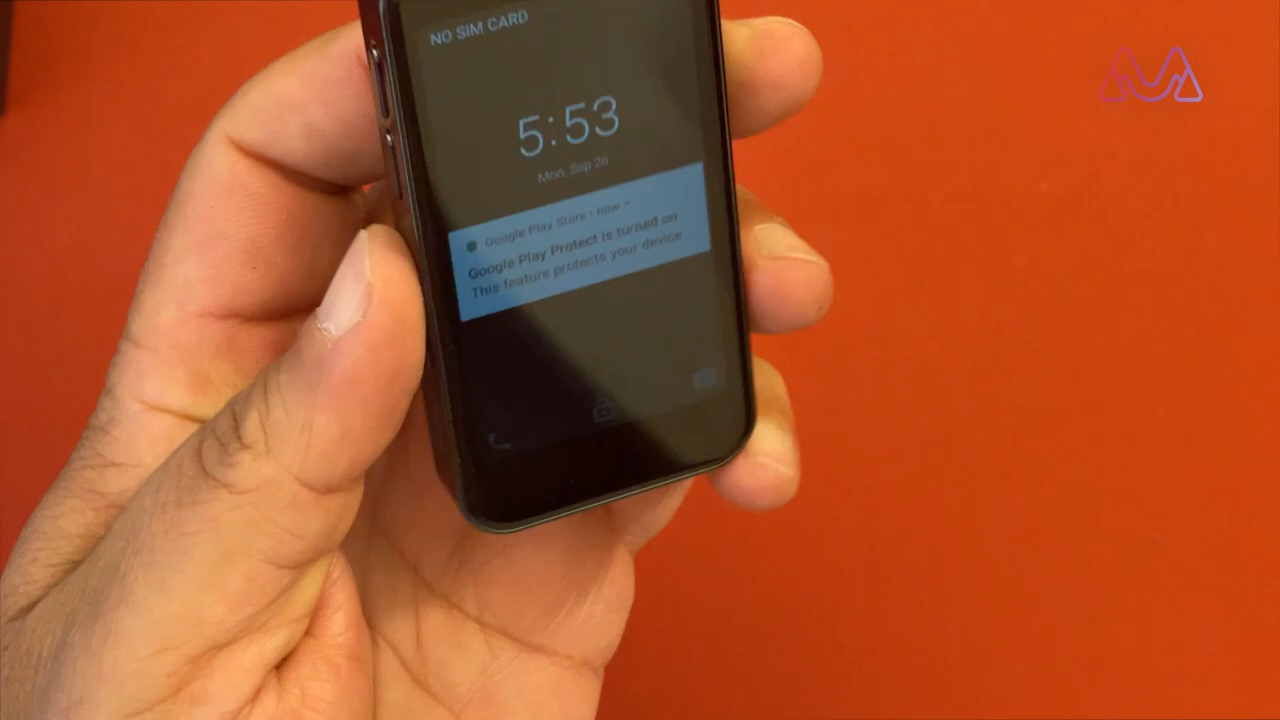 NO SIM CARD
5:53
Mon, Sep 26
Google Play Store • now
Google Play Protect is turned on
This feature protects your device